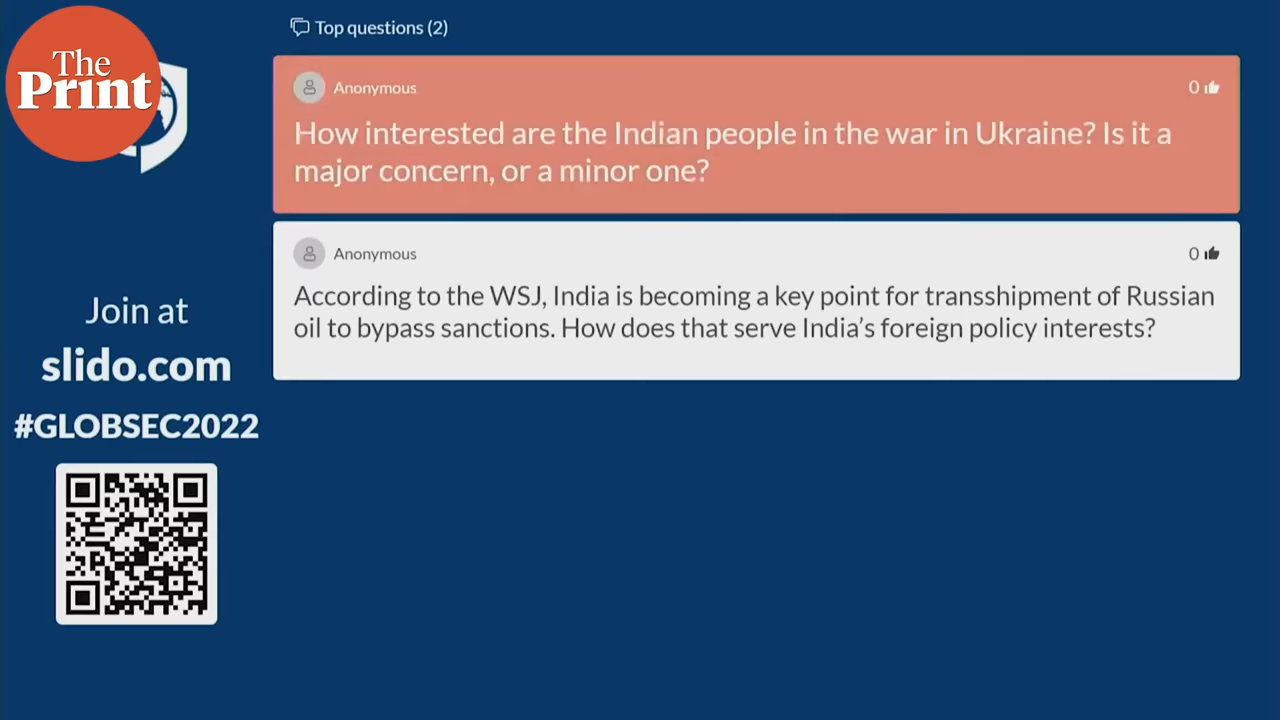 The
Print
Top questions (2)
Anonymous
0
How interested are the Indian people in the war in Ukraine? Is it a
major concern, or a minor one?
Anonymous
0
According to the WSJ, India is becoming a key point for transshipment of Russian
oil to bypass sanctions. How does that serve India's foreign policy interests?
Join at
slido.com
#GLOBSEC2022